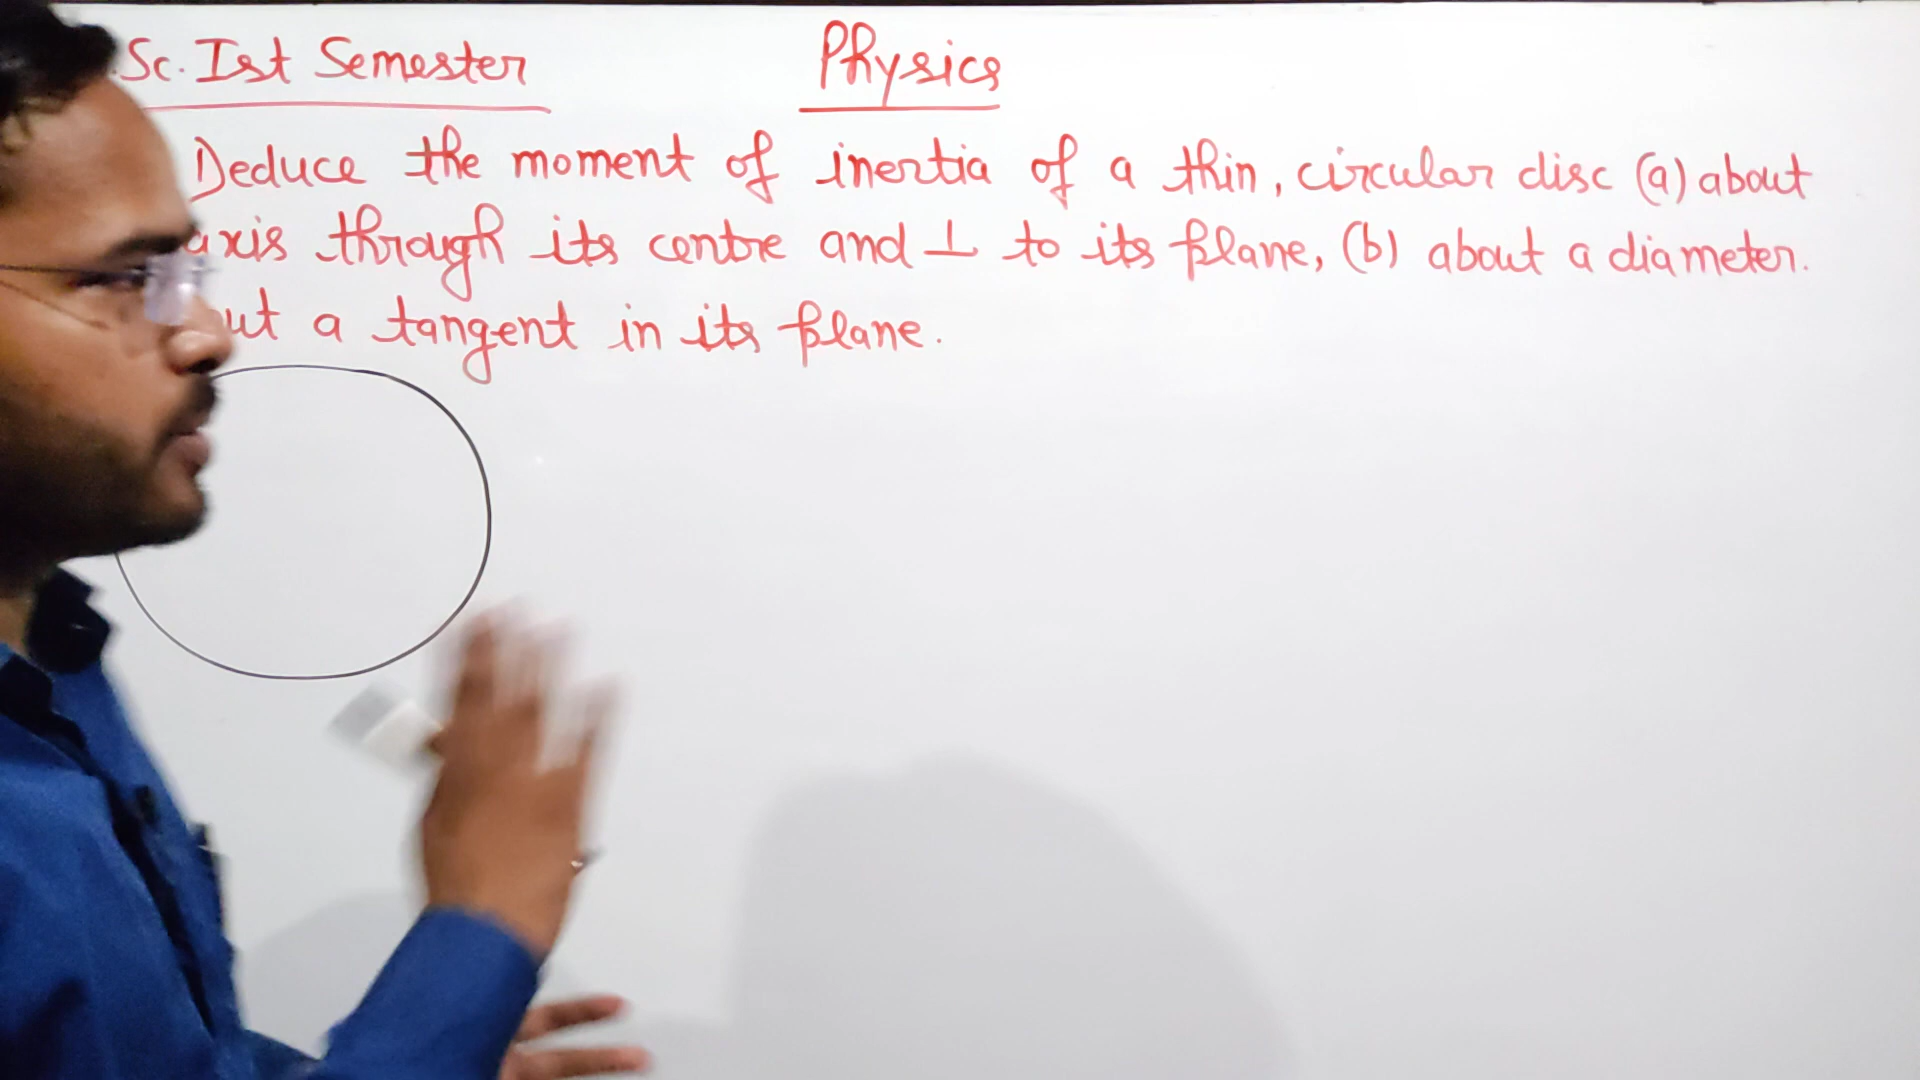 Sc. Ist Semester Physics
Deduce the moment of inertia of a thin, circular disc (a) about
axis through its centre and ⊥ to its plane, (b) about a diameter.
ut a tangent in its plane.